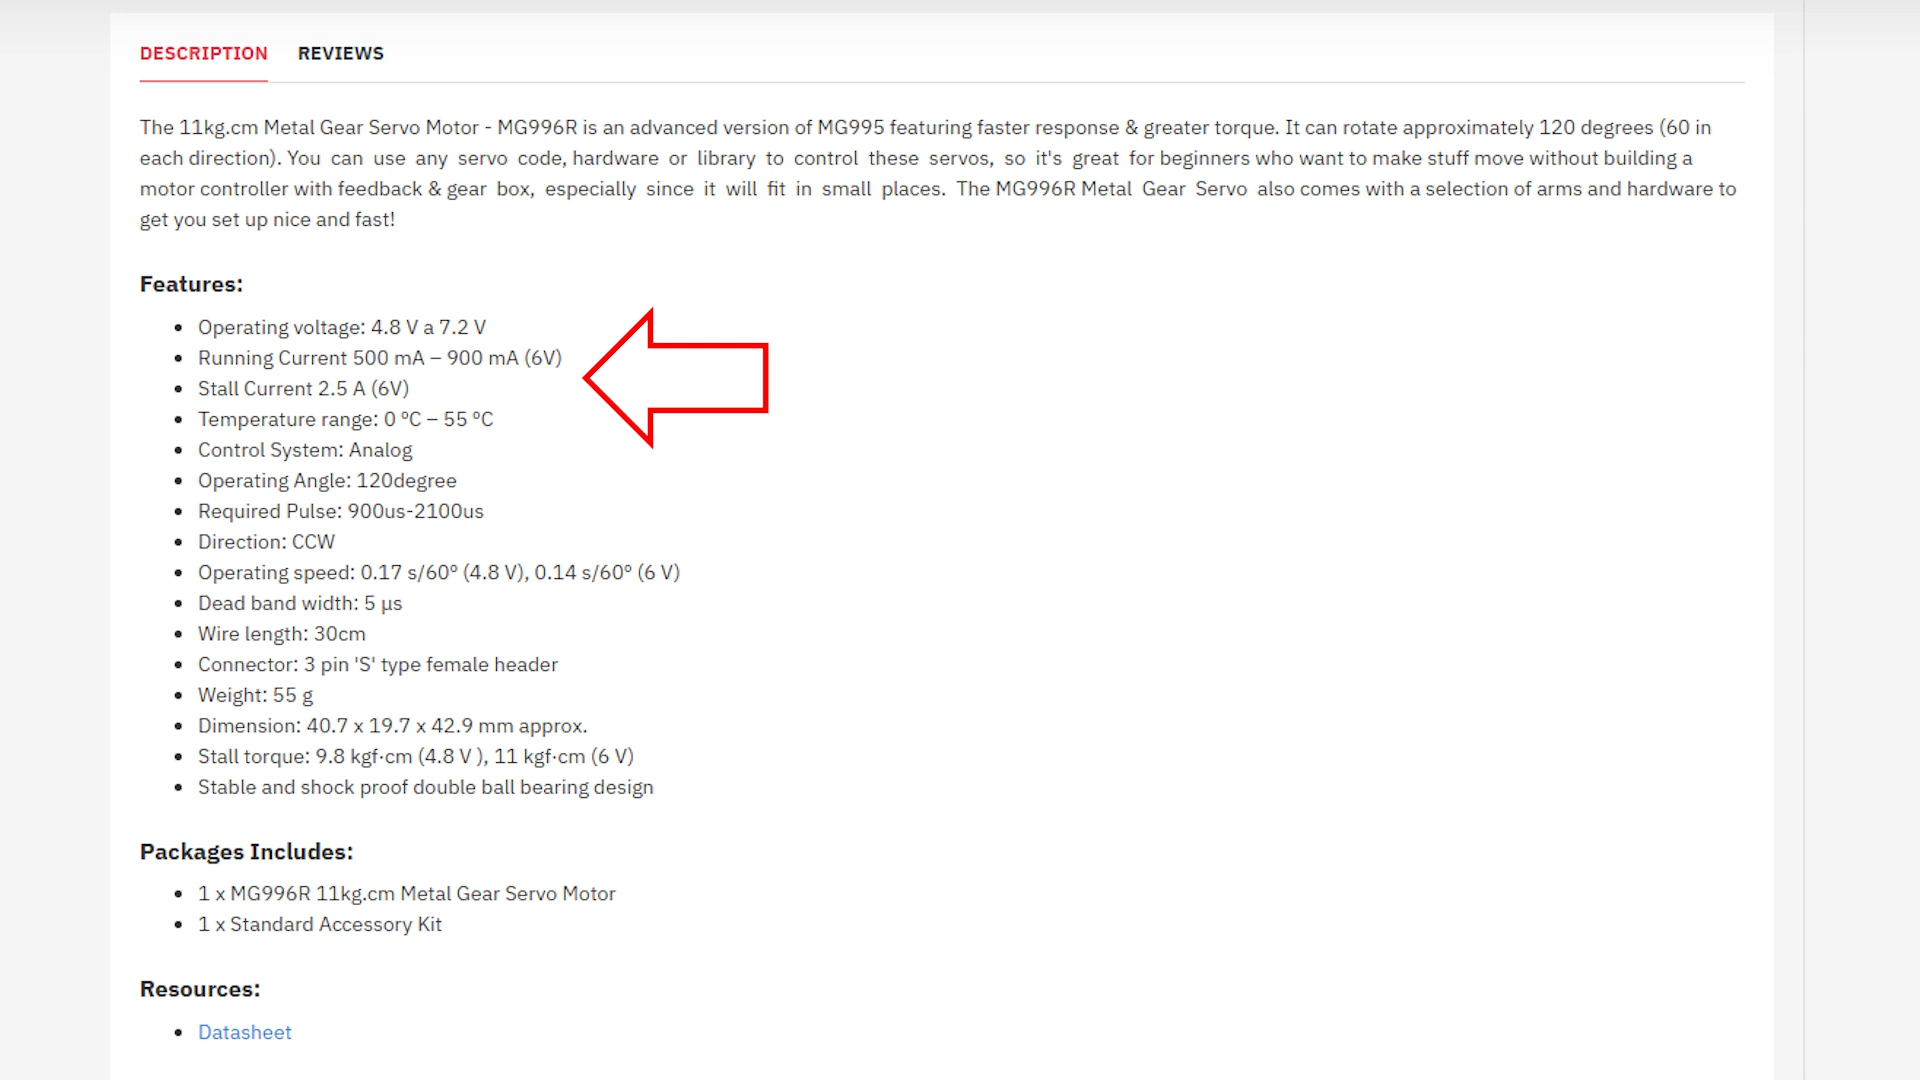 DESCRIPTION REVIEWS
The 11kg.cm Metal Gear Servo Motor - MG996R is an advanced version of MG995 featuring faster response & greater torque. It can rotate approximately 120 degrees (60 in
each direction). You can use any servo code, hardware or library to control these servos, so it's great for beginners who want to make stuff move without building a
motor controller with feedback & gear box, especially since it will fit in small places. The MG996R Metal Gear Servo also comes with a selection of arms and hardware to
get you set up nice and fast!
Features:
• Operating voltage: 4.8 V a 7.2 V
• Running Current 500 mA – 900 mA (6V)
• Stall Current 2.5 A (6V)
• Temperature range: 0 ºC – 55 ºC
• Control System: Analog
• Operating Angle: 120degree
• Required Pulse: 900us-2100us
• Direction: CCW
• Operating speed: 0.17 s/60º (4.8 V), 0.14 s/60º (6 V)
• Dead band width: 5 µs
• Wire length: 30cm
• Connector: 3 pin 'S' type female header
• Weight: 55 g
• Dimension: 40.7 x 19.7 x 42.9 mm approx.
• Stall torque: 9.8 kgf·cm (4.8 V ), 11 kgf·cm (6 V)
• Stable and shock proof double ball bearing design
Packages Includes:
• 1 x MG996R 11kg.cm Metal Gear Servo Motor
• 1 x Standard Accessory Kit
Resources:
• Datasheet